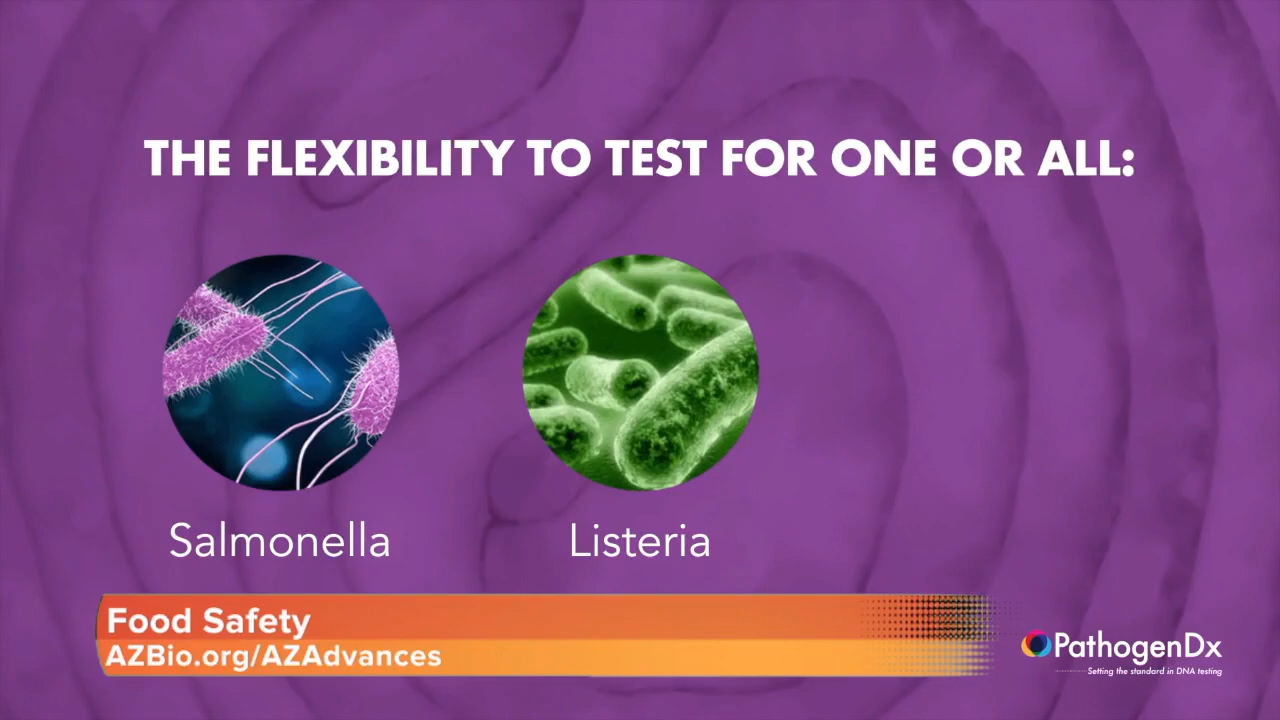 THE FLEXIBILITY TO TEST FOR ONE OR ALL:
Salmonella
Listeria
Food Safety
AZBio.org/AZAdvances
PathogenDx
Setting the standard in DNA testing